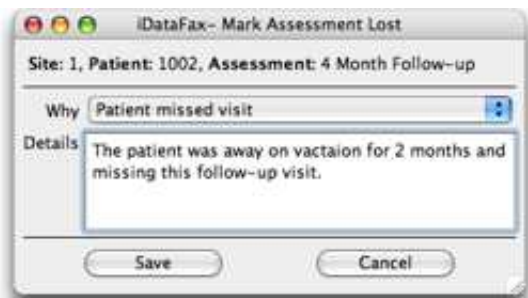 iDataFax- Mark Assessment Lost
Site: 1, Patient: 1002, Assessment: 4 Month Follow-up
Why Patient missed visit
Details The patient was away on vactaion for 2 months and
missing this follow-up visit.
Save Cancel